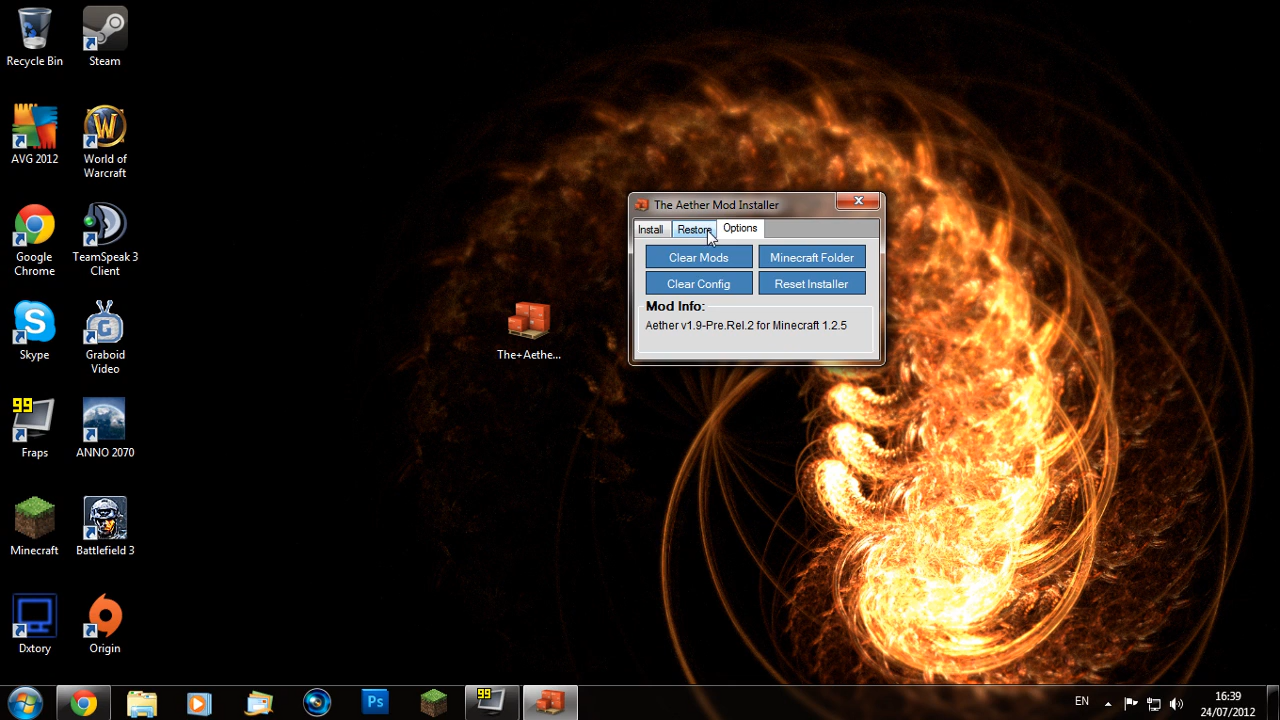 Recycle Bin
Steam
AVG 2012
World of
Warcraft
Google
Chrome
TeamSpeak 3
Client
Skype
Graboid
Video
99
Fraps
ANNO 2070
Minecraft
Battlefield 3
Dxtory
Origin
The+Aethe...
The Aether Mod Installer
Install
Restore
Options
Clear Mods
Minecraft Folder
Clear Config
Reset Installer
Mod Info:
Aether v1.9-Pre.Rel.2 for Minecraft 1.2.5
Ps
99
EN
16:39
24/07/2012